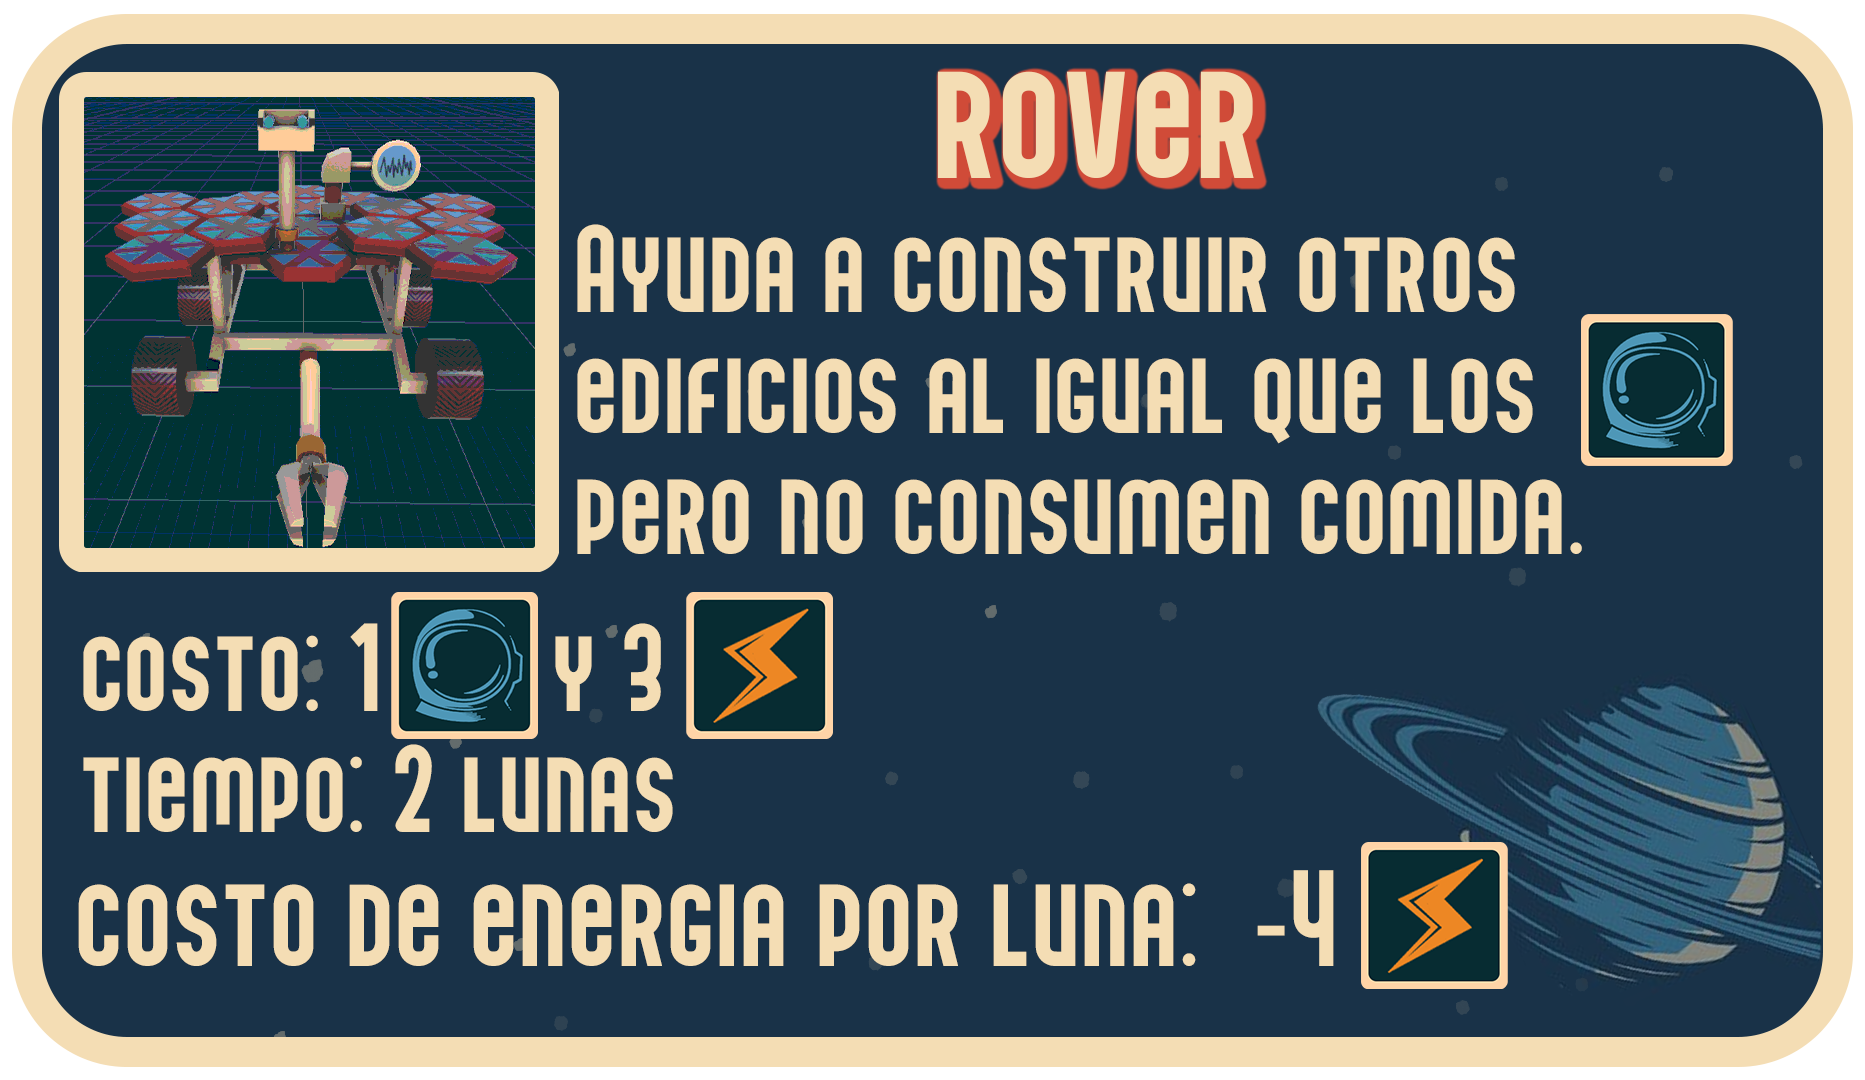 ROVER
Ayuda a construir otros
edificios al igual que los
pero no consumen comida.
costo: 1 y 3
tiempo: 2 lunas
costo de energia por luna: -4